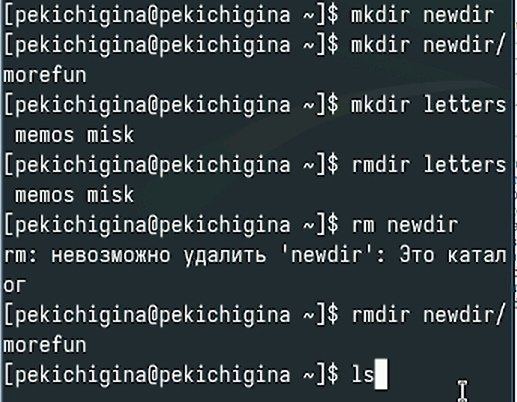 [pekichigina@pekichigina ~]$ mkdir newdir
[pekichigina@pekichigina ~]$ mkdir newdir/
morefun
[pekichigina@pekichigina ~]$ mkdir letters
 memos misk
[pekichigina@pekichigina ~]$ rmdir letters
 memos misk
[pekichigina@pekichigina ~]$ rm newdir
rm: невозможно удалить 'newdir': Это катал
ог
[pekichigina@pekichigina ~]$ rmdir newdir/
morefun
[pekichigina@pekichigina ~]$ ls